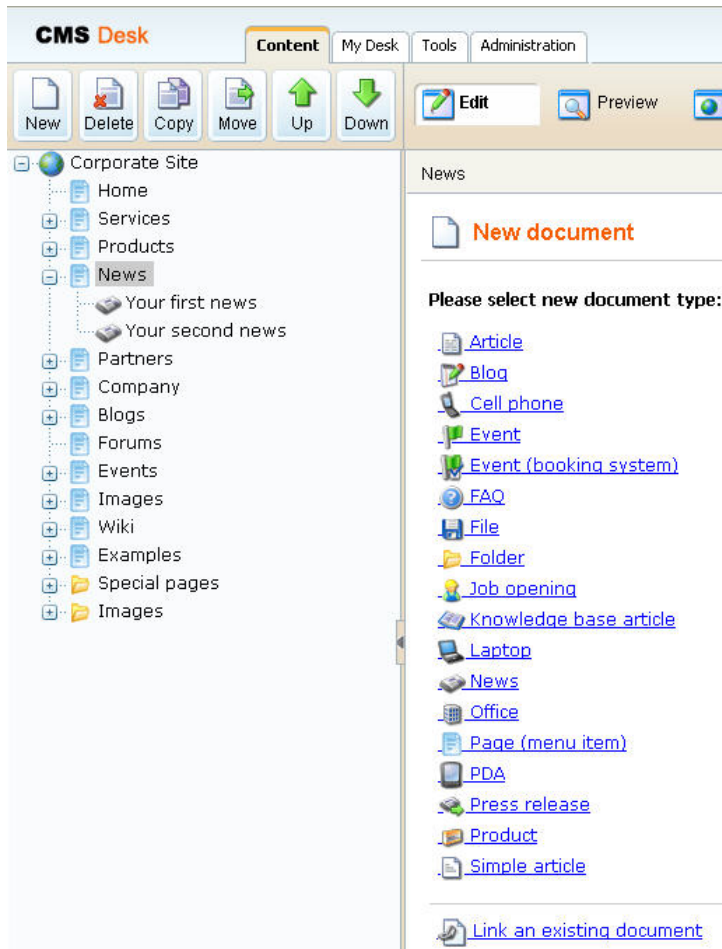 CMS Desk
Content My Desk Tools Administration
New Delete Copy Move Up Down
Edit Preview
Corporate Site
Home
Services
Products
News
Your first news
Your second news
Partners
Company
Blogs
Forums
Events
Images
Wiki
Examples
Special pages
Images
News
New document
Please select new document type:
Article
Blog
Cell phone
Event
Event (booking system)
FAQ
File
Folder
Job opening
Knowledge base article
Laptop
News
Office
Page (menu item)
PDA
Press release
Product
Simple article
Link an existing document